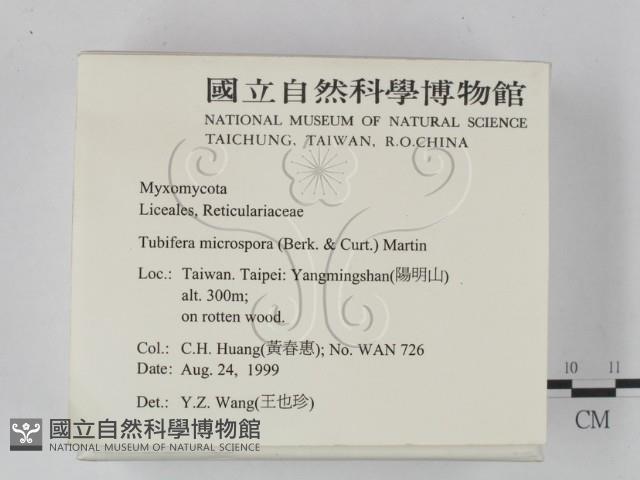 國立自然科學博物館
NATIONAL MUSEUM OF NATURAL SCIENCE
TAICHUNG, TAIWAN, R.O.CHINA
Myxomycota
Liceales, Reticulariaceae
Tubifera microspora (Berk. & Curt.) Martin
Loc.: Taiwan. Taipei: Yangmingshan(陽明山)
alt. 300m;
on rotten wood.
Col.: C.H. Huang(黃春惠); No. WAN 726
Date: Aug. 24, 1999
Det.: Y.Z. Wang(王也珍)
10 11
CM
國立自然科學博物館
NATIONAL MUSEUM OF NATURAL SCIENCE